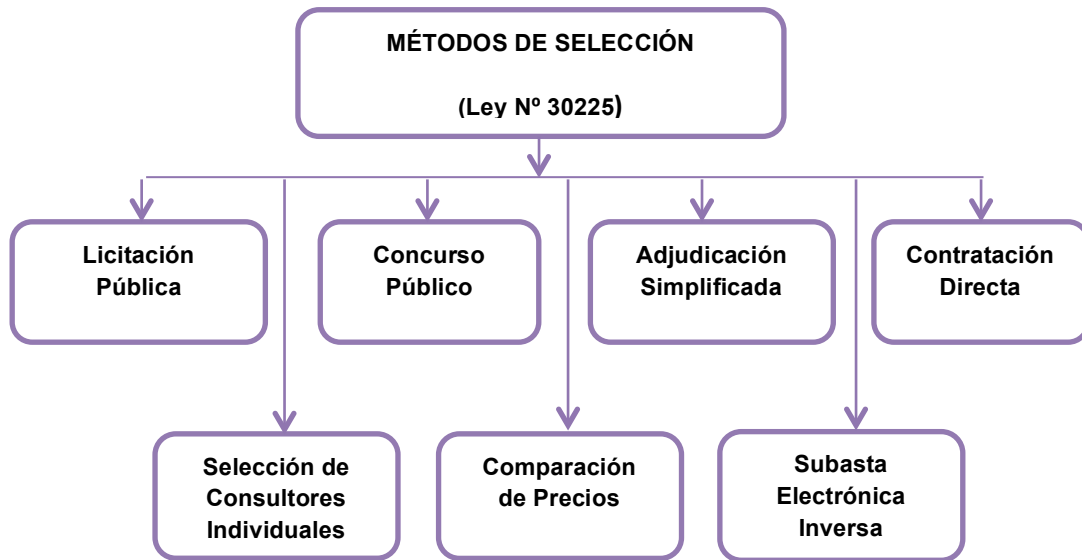 MÉTODOS DE SELECCIÓN
(Ley Nº 30225)
Licitación
Pública
Concurso
Público
Adjudicación
Simplificada
Contratación
Directa
Selección de
Consultores
Individuales
Comparación
de Precios
Subasta
Electrónica
Inversa